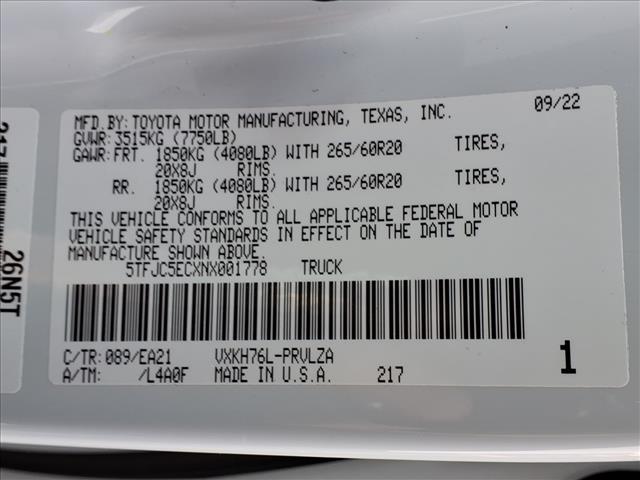 MFD.BY: TOYOTA MOTOR MANUFACTURING, TEXAS, INC. 09/22
GVWR: 3515KG (7750LB)
GAWR: FRT. 1850KG (4080LB) WITH 265/60R20 TIRES,
20X8J RIMS.
RR. 1850KG (4080LB) WITH 265/60R20 TIRES,
20X8J RIMS.
THIS VEHICLE CONFORMS TO ALL APPLICABLE FEDERAL MOTOR
VEHICLE SAFETY STANDARDS IN EFFECT ON THE DATE OF
MANUFACTURE SHOWN ABOVE.
5TFJC5ECXNX001778 TRUCK
C/TR: 089/EA21 VXKH76L-PRVLZA
A/TM: /L4A0F MADE IN U.S.A. 217 1
217
26N5T